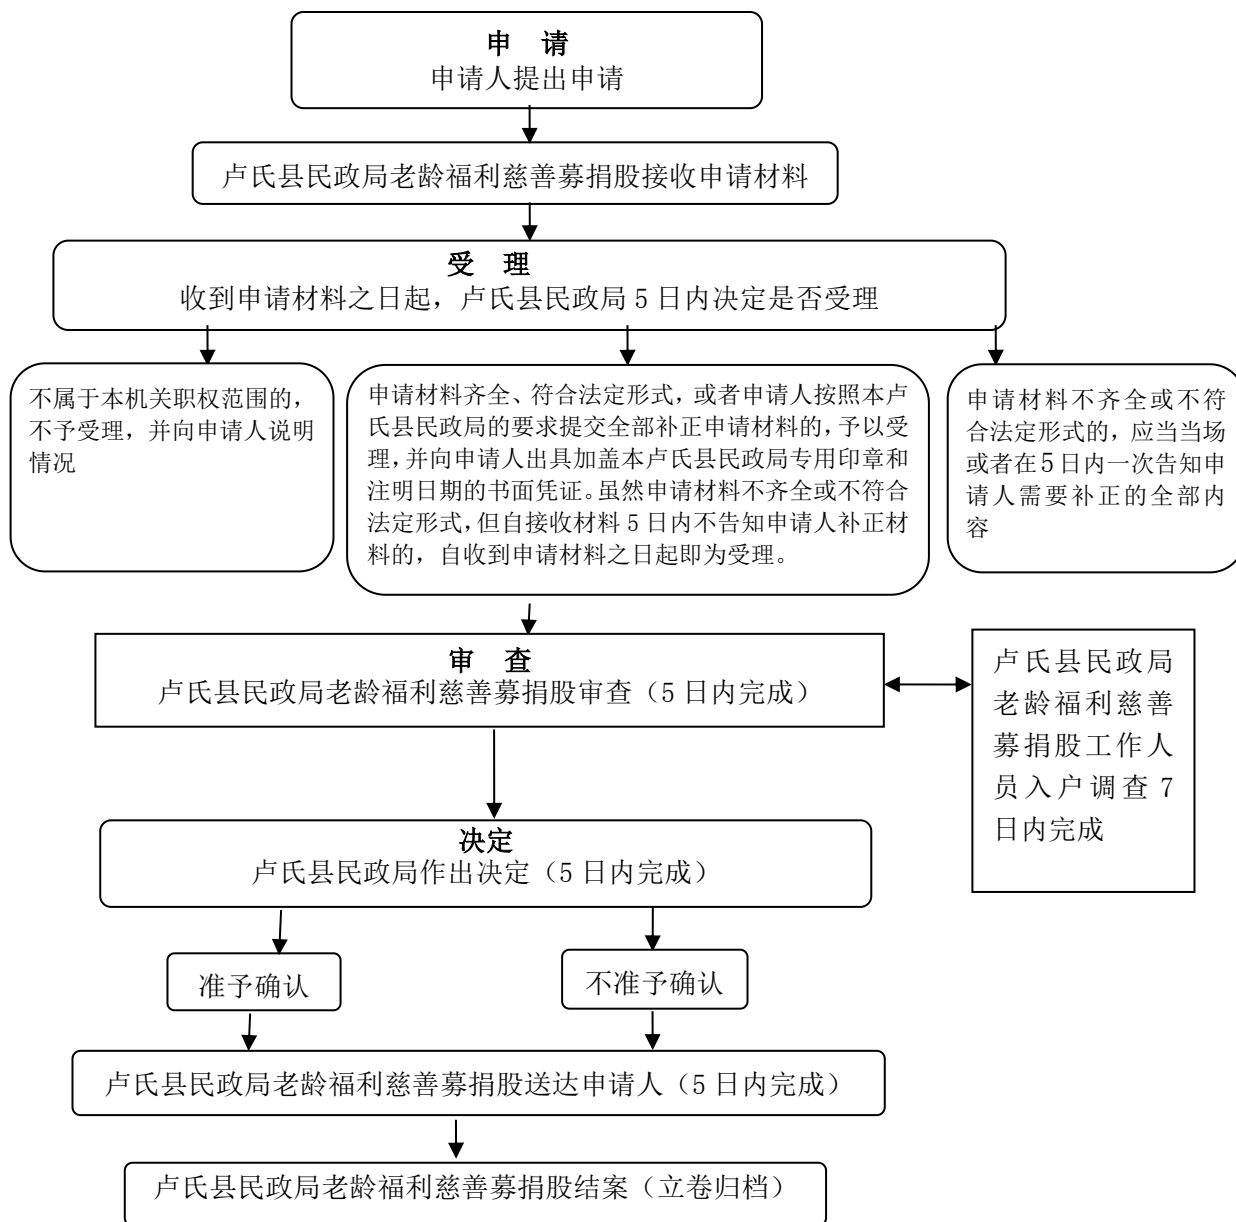 申 请
申请人提出申请
卢氏县民政局老龄福利慈善募捐股接收申请材料
受 理
收到申请材料之日起，卢氏县民政局 5 日内决定是否受理
不属于本机关职权范围的，
不予受理，并向申请人说明
情况
申请材料齐全、符合法定形式，或者申请人按照本卢
氏县民政局的要求提交全部补正申请材料的，予以受
理，并向申请人出具加盖本卢氏县民政局专用印章和
注明日期的书面凭证。虽然申请材料不齐全或不符合
法定形式，但自接收材料 5 日内不告知申请人补正材
料的，自收到申请材料之日起即为受理。
申请材料不齐全或不符
合法定形式的，应当当场
或者在 5 日内一次告知申
请人需要补正的全部内
容
审 查
卢氏县民政局老龄福利慈善募捐股审查（5 日内完成）
卢氏县民政局
老龄福利慈善
募捐股工作人
员入户调查 7
日内完成
决定
卢氏县民政局作出决定（5 日内完成）
准予确认
不准予确认
卢氏县民政局老龄福利慈善募捐股送达申请人（5 日内完成）
卢氏县民政局老龄福利慈善募捐股结案（立卷归档）